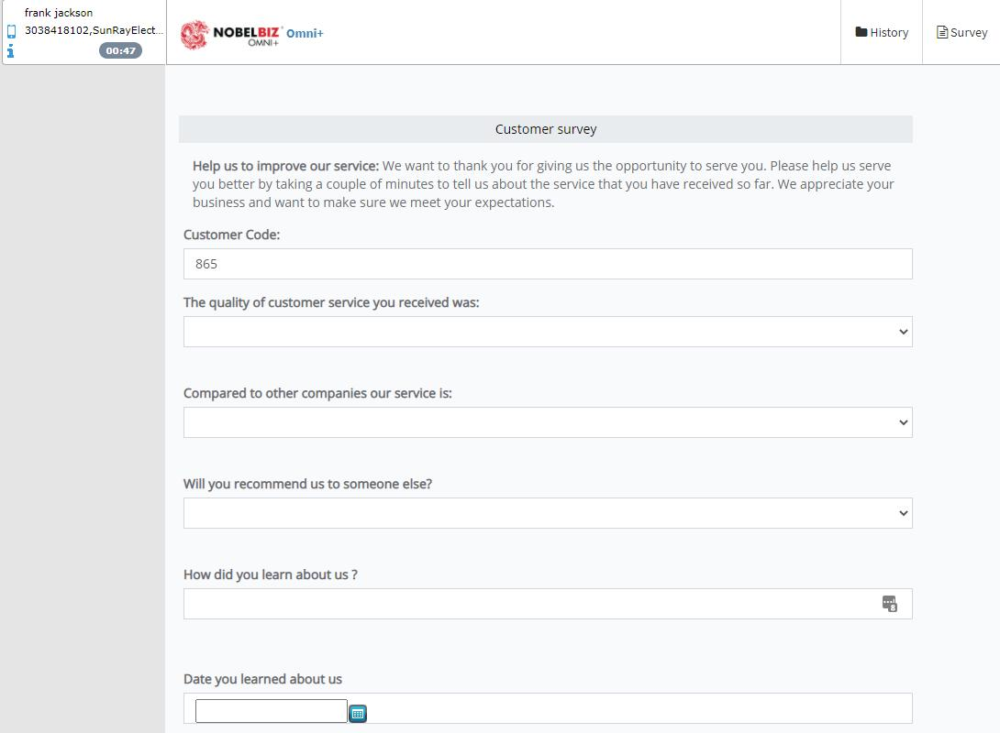 frank jackson
3038418102,SunRayElect...
00:47
NOBELBIZ®
OMNI+
Omni+
History
Survey
Customer survey
Help us to improve our service: We want to thank you for giving us the opportunity to serve you. Please help us serve
you better by taking a couple of minutes to tell us about the service that you have received so far. We appreciate your
business and want to make sure we meet your expectations.
Customer Code:
865
The quality of customer service you received was:
Compared to other companies our service is:
Will you recommend us to someone else?
How did you learn about us ?
8
Date you learned about us